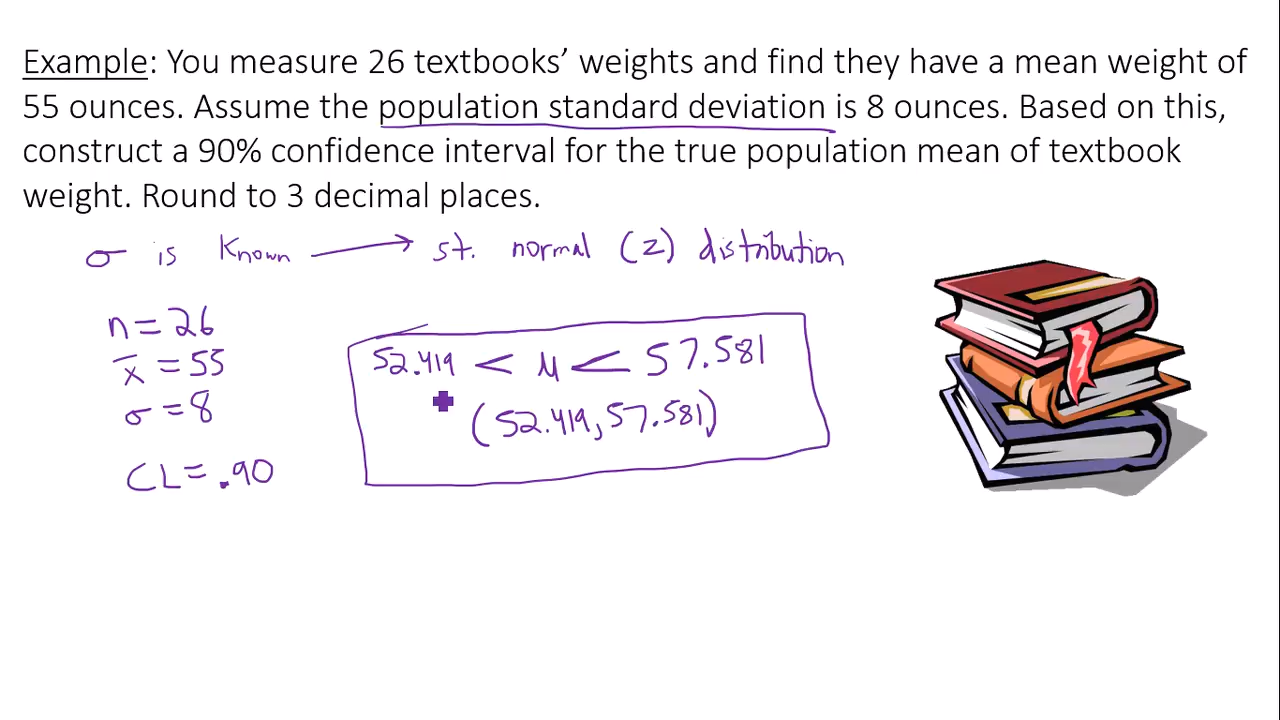 Example: You measure 26 textbooks’ weights and find they have a mean weight of
55 ounces. Assume the population standard deviation is 8 ounces. Based on this,
construct a 90% confidence interval for the true population mean of textbook
weight. Round to 3 decimal places.
σ is known → st. normal (z) distribution
n = 26
x̄ = 55
σ = 8
CL = .90
52.419 < μ < 57.581
(52.419, 57.581)